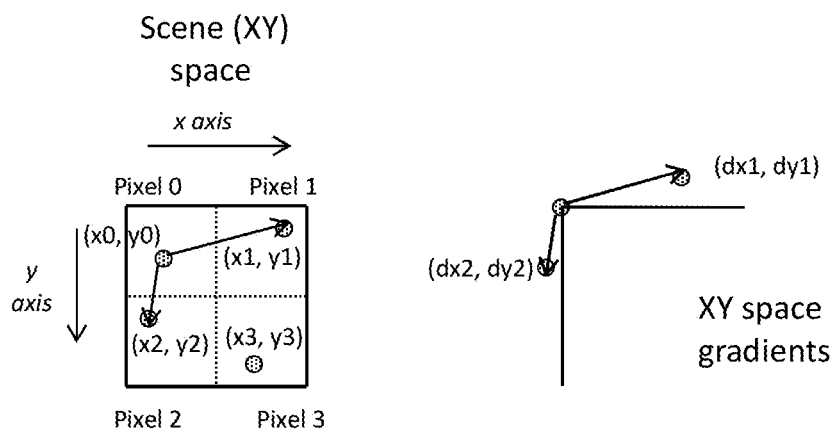 Scene (XY)
space
x axis
Pixel 0 Pixel 1
(x0, y0)
(x1, y1)
y
axis
(x2, y2) (x3, y3)
Pixel 2 Pixel 3
(dx1, dy1)
(dx2, dy2)
XY space
gradients